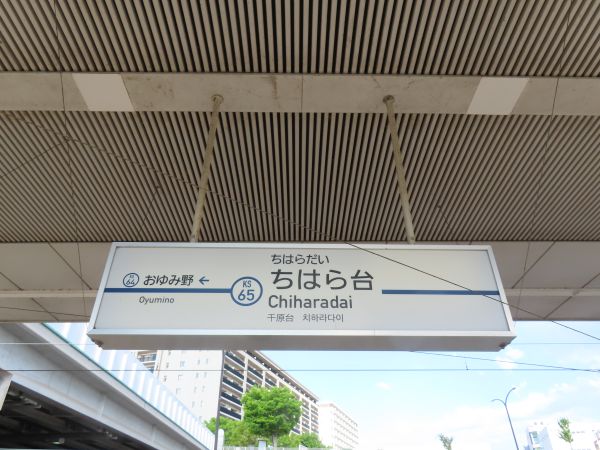 ちはらだい
KS
64
おゆみ野 ←
Oyumino
KS
65
ちはら台
Chiharadai
千原台 치하라다이